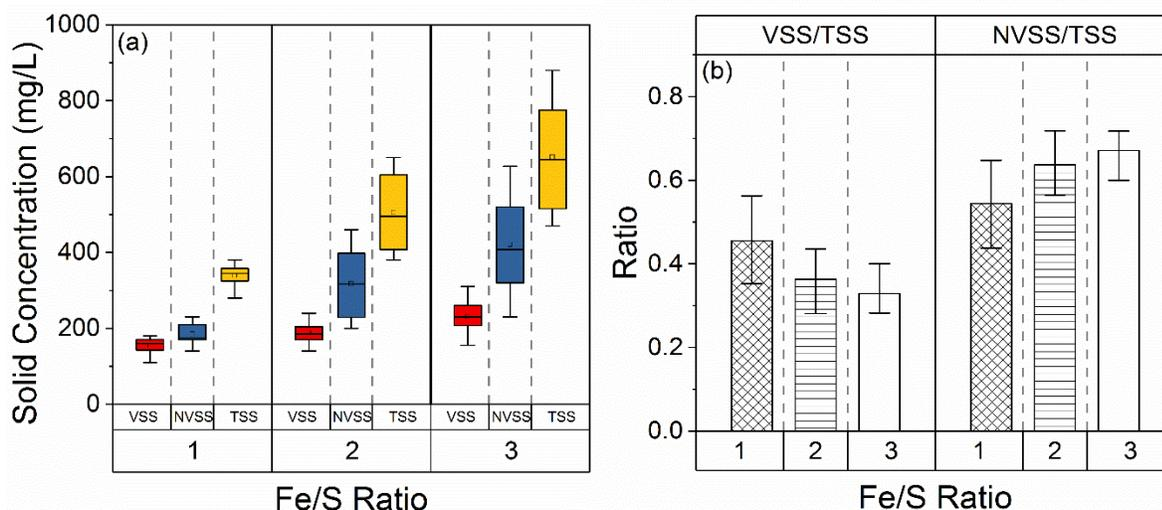 (a)
Solid Concentration (mg/L)
1000
800
600
400
200
0
VSS NVSS TSS VSS NVSS TSS VSS NVSS TSS
1 2 3
Fe/S Ratio
VSS/TSS NVSS/TSS
(b)
Ratio
0.8
0.6
0.4
0.2
0.0
1 2 3 1 2 3
Fe/S Ratio